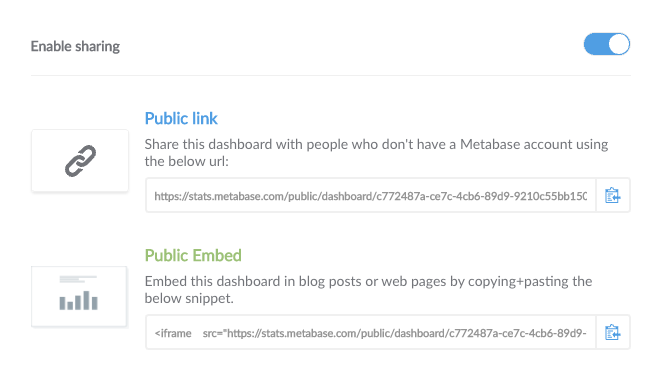 Enable sharing
Public link
Share this dashboard with people who don't have a Metabase account using
the below url:
https://stats.metabase.com/public/dashboard/c772487a-ce7c-4cb6-89d9-9210c55bb150
Public Embed
Embed this dashboard in blog posts or web pages by copying+pasting the
below snippet.
<iframe src="https://stats.metabase.com/public/dashboard/c772487a-ce7c-4cb6-89d9-